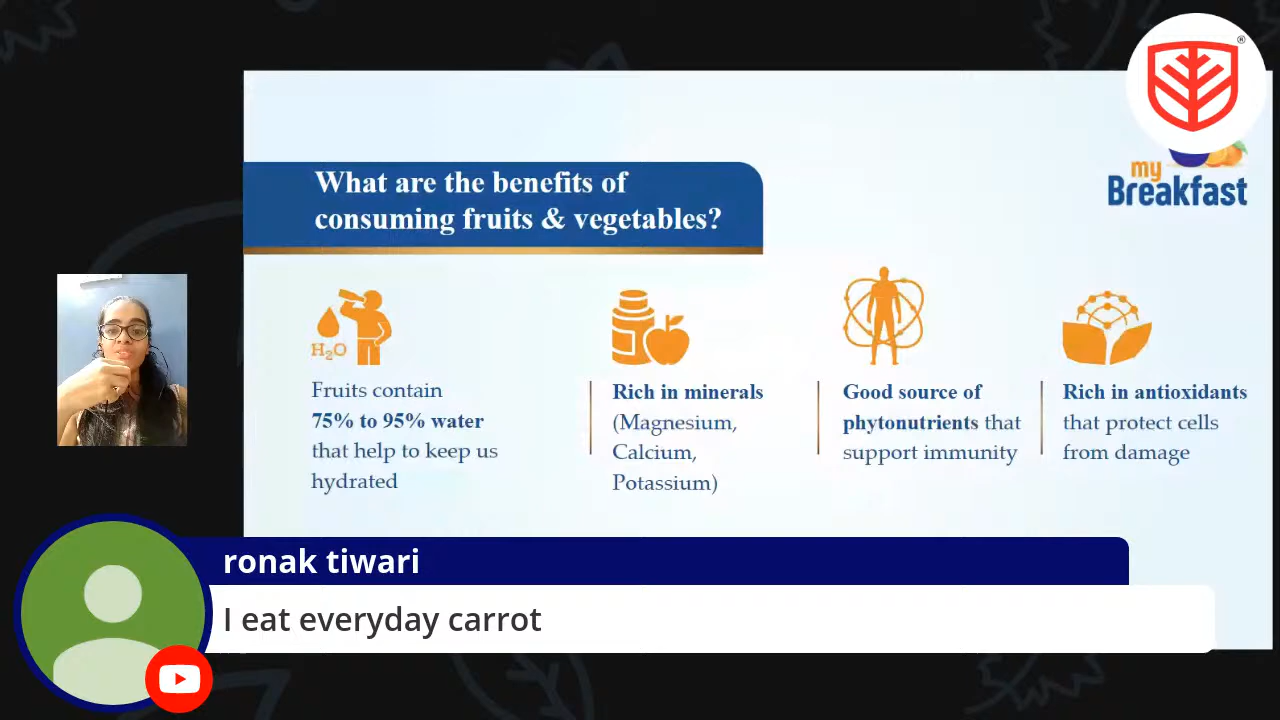 ®
my
Breakfast
What are the benefits of
consuming fruits & vegetables?
H₂O
Fruits contain
75% to 95% water
that help to keep us
hydrated
Rich in minerals
(Magnesium,
Calcium,
Potassium)
Good source of
phytonutrients that
support immunity
Rich in antioxidants
that protect cells
from damage
ronak tiwari
I eat everyday carrot